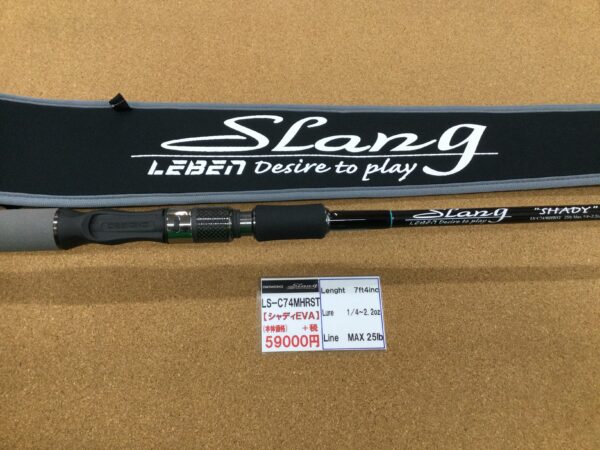 Slang
LEBEN Desire to play
Slang "SHADY"
LEBEN Desire to play
Slang
LS-C74MHRST
【シャディEVA】
(本体価格) +税
59000円
Lenght 7ft4inc
Lure 1/4~2.2oz
Line MAX 25lb